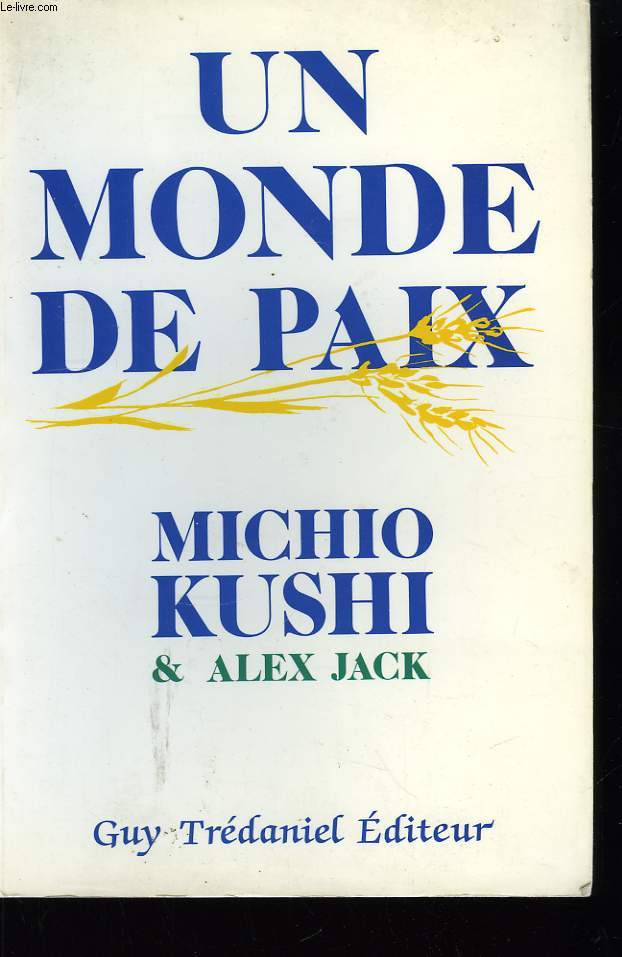 Le-livre.com
UN
MONDE
DE PAIX
MICHIO
KUSHI
& ALEX JACK
Guy Trédaniel Éditeur